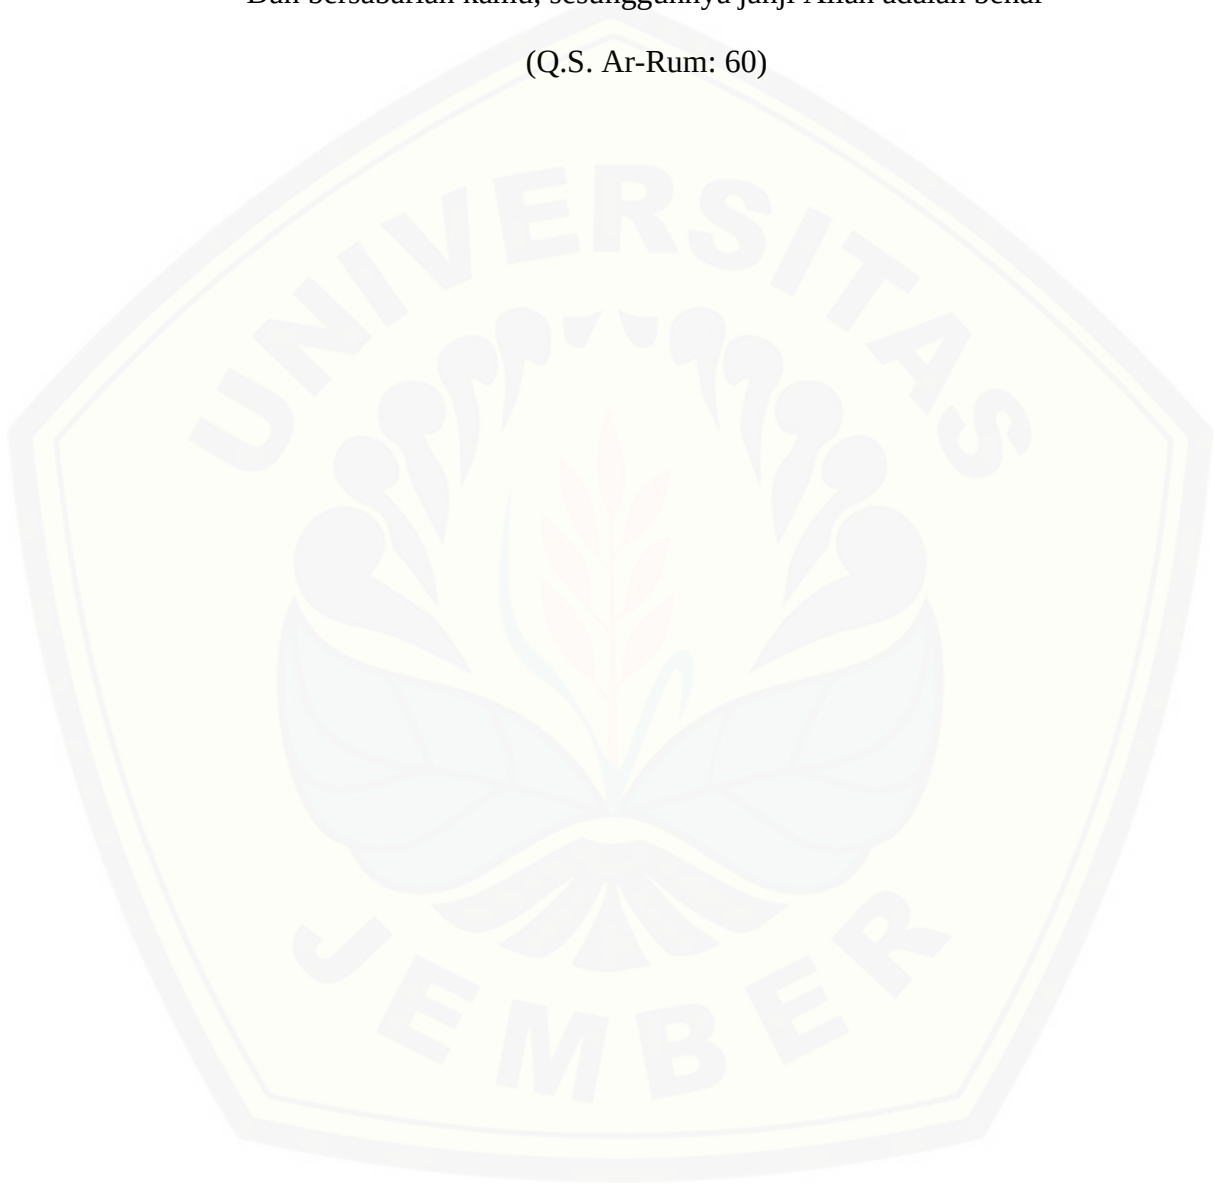 Dan bersabarlah kamu, sesungguhnya janji Allah adalah benar
(Q.S. Ar-Rum: 60)
UNIVERSITAS
JEMBER